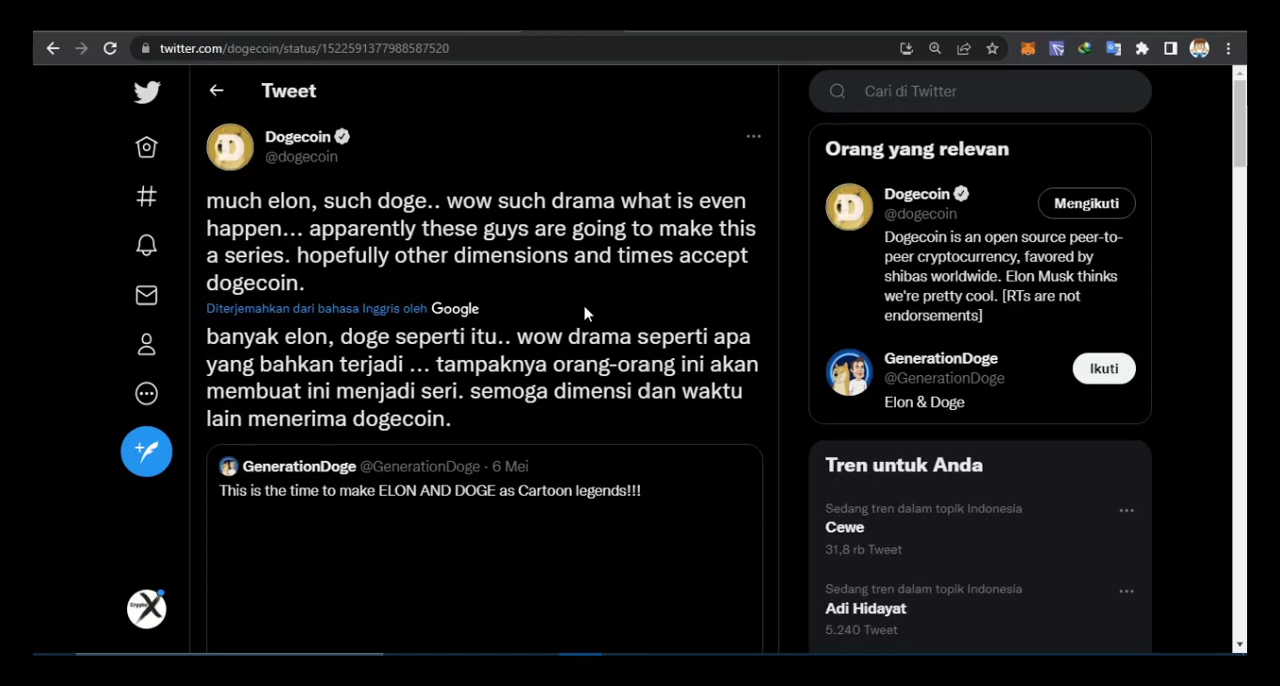 twitter.com/dogecoin/status/1522591377988587520
Tweet
Dogecoin
@dogecoin
much elon, such doge.. wow such drama what is even
happen... apparently these guys are going to make this
a series. hopefully other dimensions and times accept
dogecoin.
Diterjemahkan dari bahasa Inggris oleh Google
banyak elon, doge seperti itu.. wow drama seperti apa
yang bahkan terjadi ... tampaknya orang-orang ini akan
membuat ini menjadi seri. semoga dimensi dan waktu
lain menerima dogecoin.
GenerationDoge @GenerationDoge · 6 Mei
This is the time to make ELON AND DOGE as Cartoon legends!!!
Cari di Twitter
Orang yang relevan
Dogecoin
@dogecoin
Mengikuti
Dogecoin is an open source peer-to-
peer cryptocurrency, favored by
shibas worldwide. Elon Musk thinks
we're pretty cool. [RTs are not
endorsements]
GenerationDoge
@GenerationDoge
Ikuti
Elon & Doge
Tren untuk Anda
Sedang tren dalam topik Indonesia
Cewe
31,8 rb Tweet
Sedang tren dalam topik Indonesia
Adi Hidayat
5.240 Tweet
Crypto X